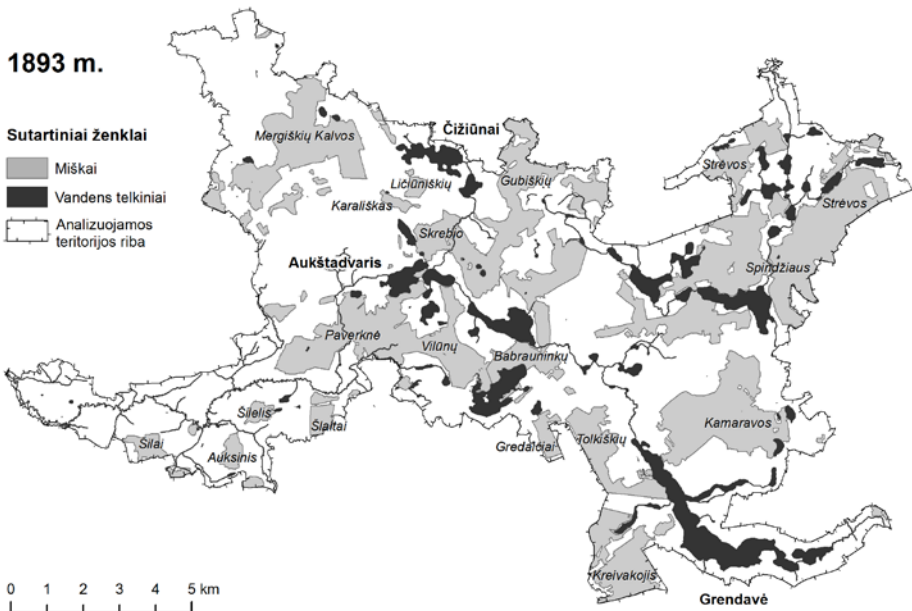 1893 m.
Sutartiniai ženklai
Miškai
Vandens telkiniai
Analizuojamos
teritorijos riba
Čižiūnai
Mergiškių Kalvos
Strėvos
Ličiūniškių
Gubiškių
Karališkas
Strėvos
Skrebio
Aukštadvaris
Spindžiaus
Paverknė
Vilūnų
Babrauninkų
Šilelis
Šlaitai
Kamaravos
Šilai
Auksinis
Gredaičiai
Tolkiškių
Kreivakojis
Grendavė
0 1 2 3 4 5 km